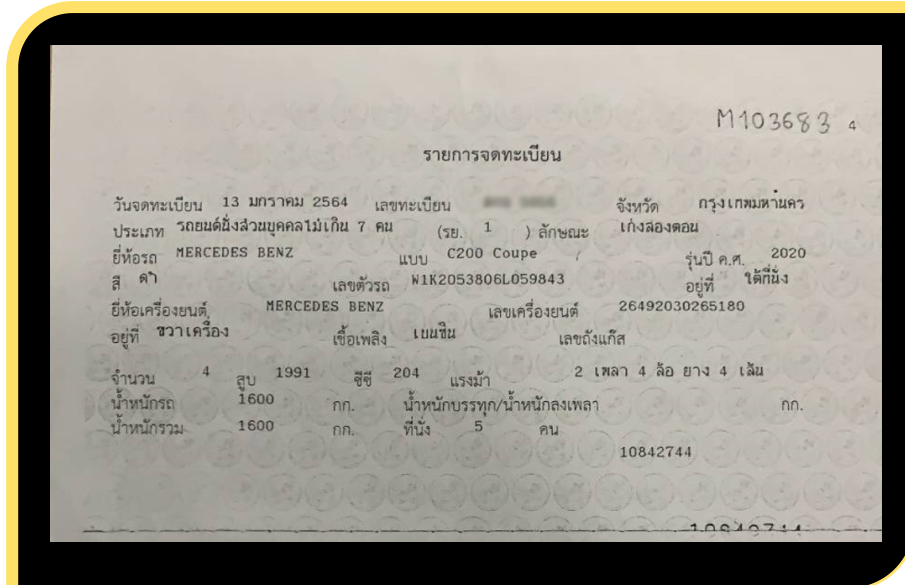 M103683 4
รายการจดทะเบียน
วันจดทะเบียน 13 มกราคม 2564 เลขทะเบียน จังหวัด กรุงเทพมหานคร
ประเภท รถยนต์นั่งส่วนบุคคลไม่เกิน 7 คน (รย. 1 ) ลักษณะ เก๋งสองตอน
ยี่ห้อรถ MERCEDES BENZ แบบ C200 Coupe รุ่นปี ค.ศ. 2020
สี ดำ เลขตัวรถ W1K2053806L059843 อยู่ที่ ใต้ที่นั่ง
ยี่ห้อเครื่องยนต์ MERCEDES BENZ เลขเครื่องยนต์ 26492030265180
อยู่ที่ ขวาเครื่อง เชื้อเพลิง เบนซิน เลขถังแก๊ส
จำนวน 4 สูบ 1991 ซีซี 204 แรงม้า 2 เพลา 4 ล้อ ยาง 4 เส้น
น้ำหนักรถ 1600 กก. น้ำหนักบรรทุก/น้ำหนักลงเพลา กก.
น้ำหนักรวม 1600 กก. ที่นั่ง 5 คน
10842744
10842744